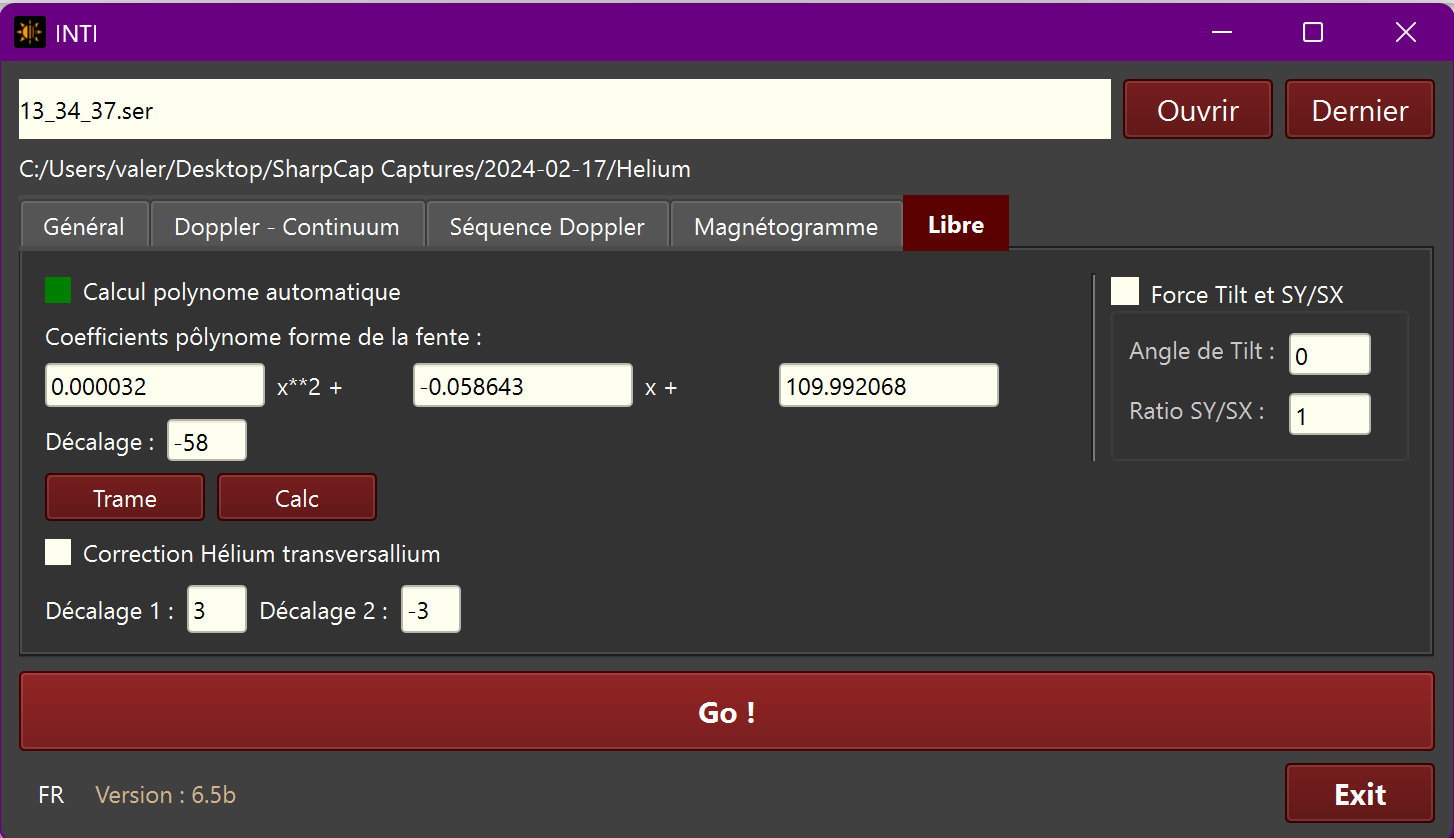 INTI
13_34_37.ser Ouvrir Dernier
C:/Users/valer/Desktop/SharpCap Captures/2024-02-17/Helium
Général Doppler - Continuum Séquence Doppler Magnétogramme Libre
Calcul polynome automatique
Coefficients pôlynome forme de la fente :
0.000032 x**2 + -0.058643 x + 109.992068
Décalage : -58
Trame Calc
Correction Hélium transversallium
Décalage 1 : 3 Décalage 2 : -3
Force Tilt et SY/SX
Angle de Tilt : 0
Ratio SY/SX : 1
Go !
FR Version : 6.5b Exit